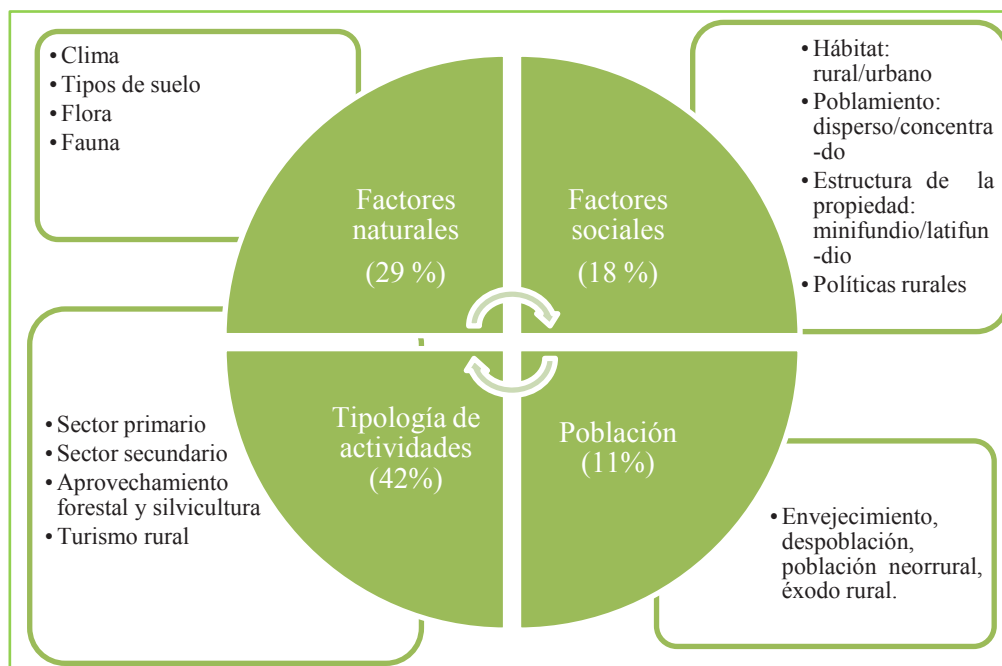 • Clima
• Tipos de suelo
• Flora
• Fauna
Factores
naturales
(29 %)
Factores
sociales
(18 %)
• Hábitat:
rural/urbano
• Poblamiento:
disperso/concentra
-do
• Estructura de la
propiedad:
minifundio/latifun
-dio
• Políticas rurales
• Sector primario
• Sector secundario
• Aprovechamiento
forestal y silvicultura
• Turismo rural
Tipología de
actividades
(42%)
Población
(11%)
• Envejecimiento,
despoblación,
población neorrural,
éxodo rural.